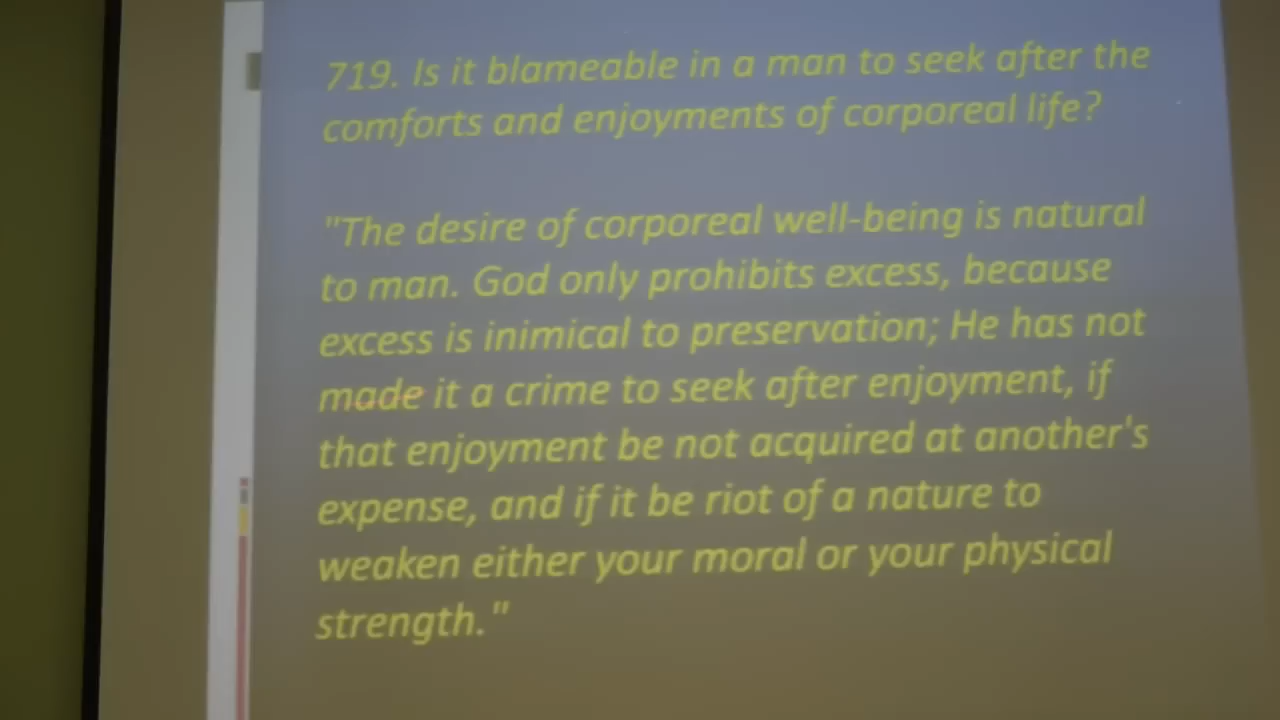 719. Is it blameable in a man to seek after the
comforts and enjoyments of corporeal life?
"The desire of corporeal well-being is natural
to man. God only prohibits excess, because
excess is inimical to preservation; He has not
made it a crime to seek after enjoyment, if
that enjoyment be not acquired at another's
expense, and if it be riot of a nature to
weaken either your moral or your physical
strength."